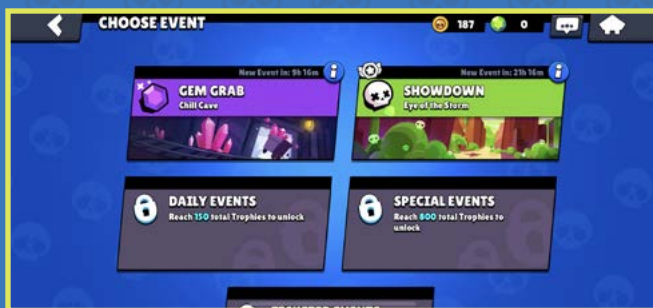 CHOOSE EVENT
187
0
New Event in: 9h 16m
GEM GRAB
Chill Cave
New Event in: 21h 16m
SHOWDOWN
Eye of the Storm
DAILY EVENTS
Reach 150 total Trophies to unlock
SPECIAL EVENTS
Reach 800 total Trophies to
unlock